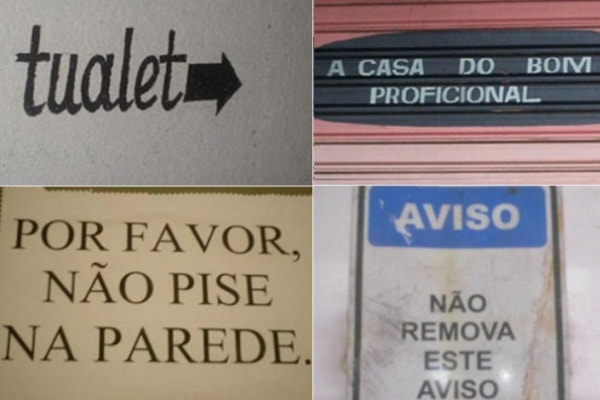 tualet
A CASA DO BOM
PROFICIONAL
POR FAVOR,
NÃO PISE
NA PAREDE.
AVISO
NÃO
REMOVA
ESTE
AVISO